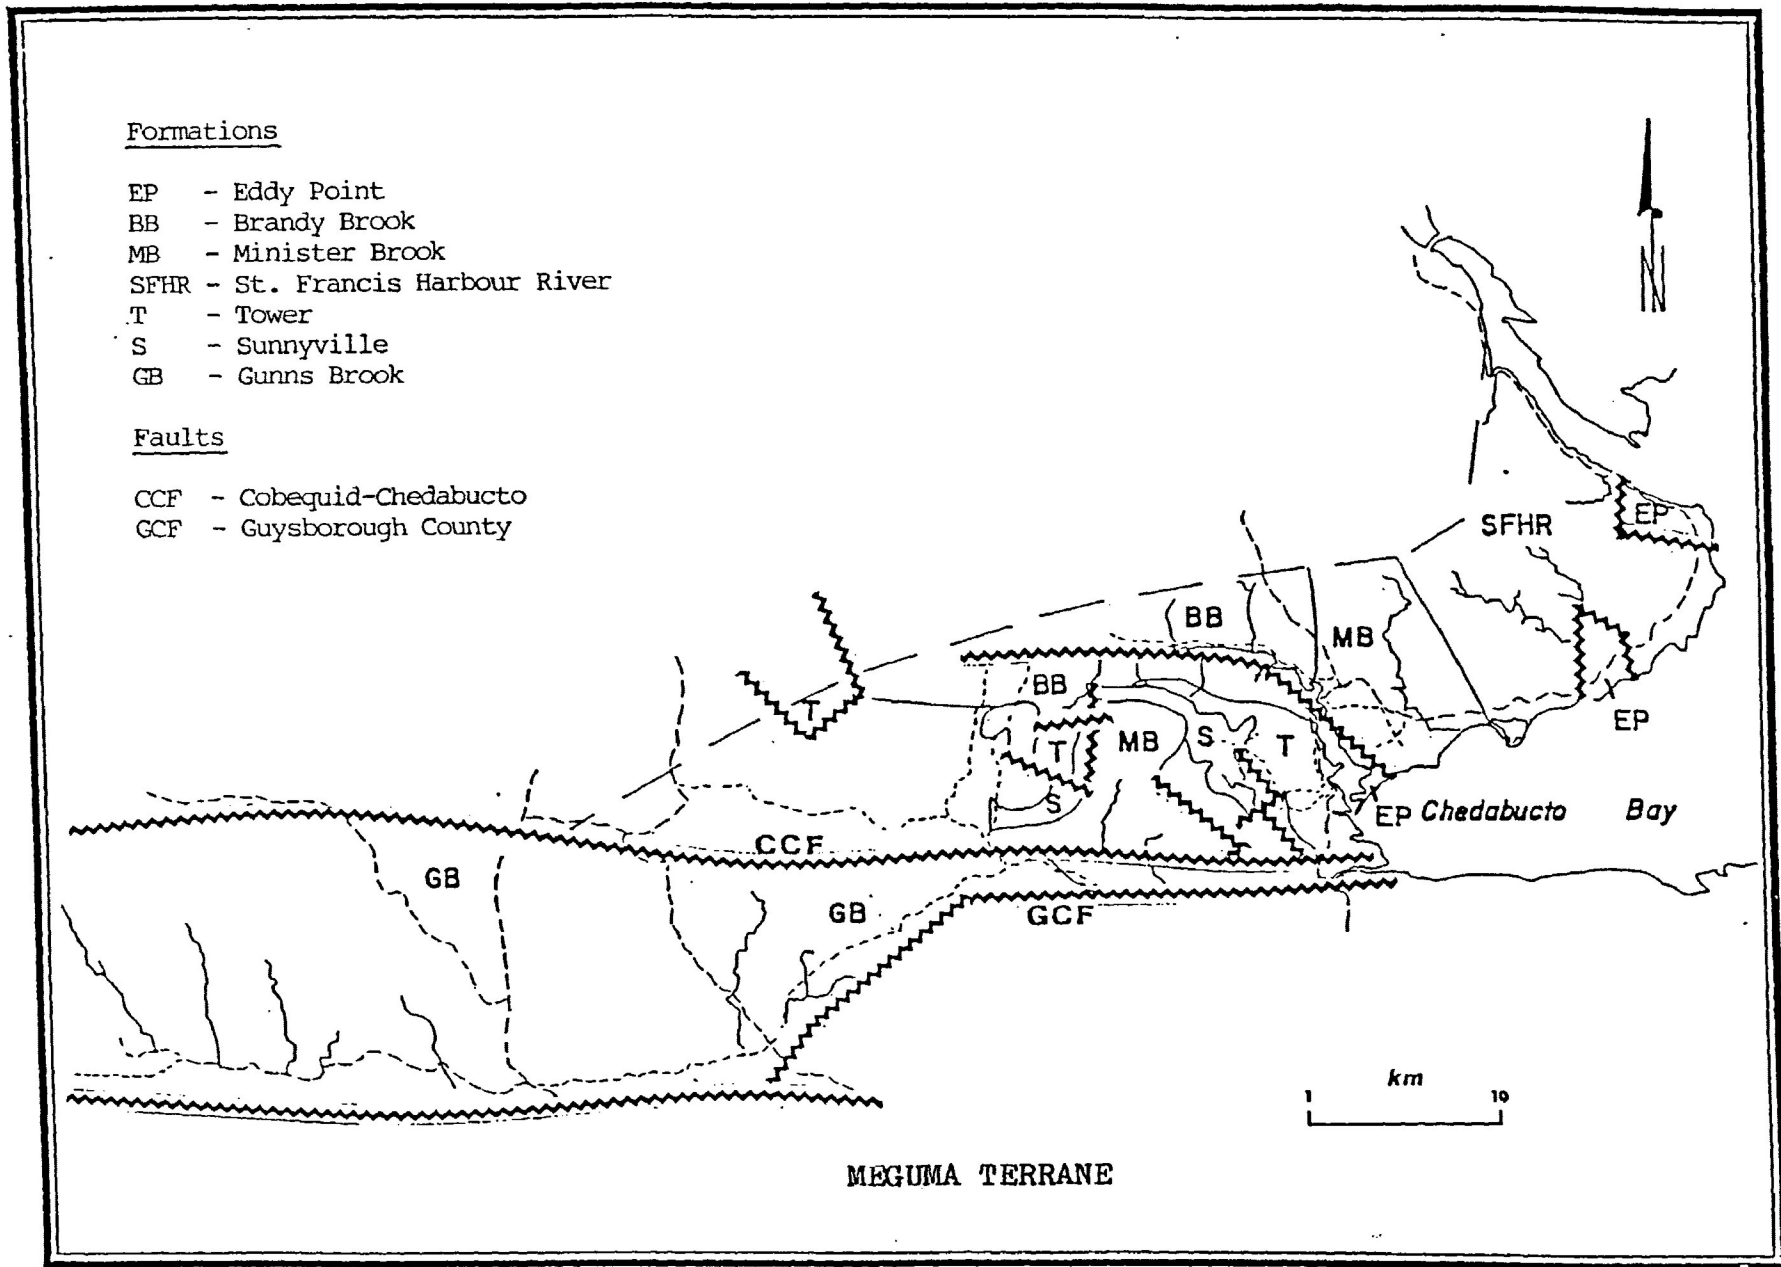 Formations
EP - Eddy Point
BB - Brandy Brook
MB - Minister Brook
SFHR - St. Francis Harbour River
T - Tower
S - Sunnyville
GB - Gunns Brook
Faults
CCF - Cobequid-Chedabucto
GCF - Guysborough County
N
SFHR
EP
BB
MB
BB
T
EP
S
T
MB
T
S
EP
Chedabucto Bay
CCF
GB
GB
GCF
km
1 10
MEGUMA TERRANE